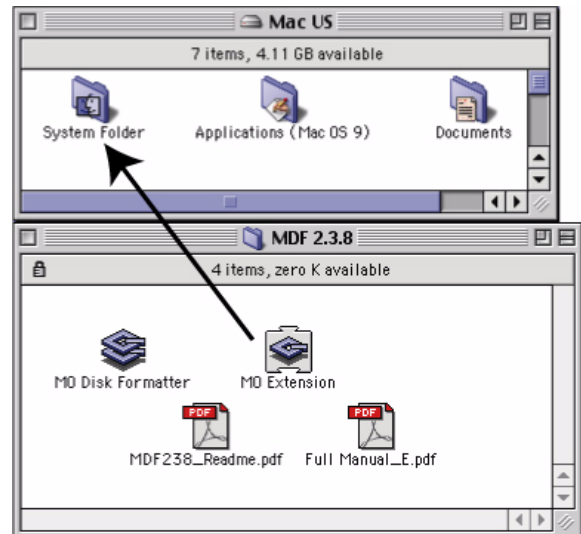 Mac US
7 items, 4.11 GB available
System Folder
Applications (Mac OS 9)
Documents
MDF 2.3.8
4 items, zero K available
MO Disk Formatter
MO Extension
PDF
PDF
MDF238_Readme.pdf
Full Manual_E.pdf